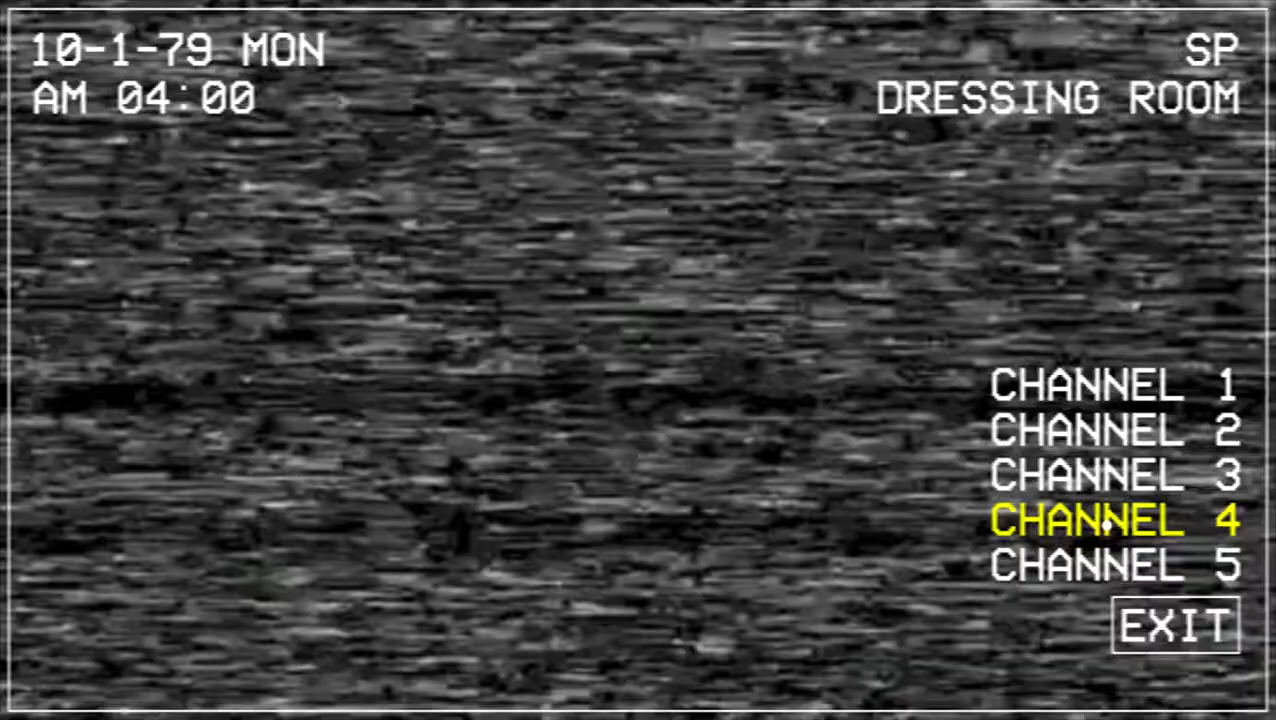 10-1-79 MON
AM 04:00
SP
DRESSING ROOM
CHANNEL 1
CHANNEL 2
CHANNEL 3
CHANNEL 4
CHANNEL 5
EXIT